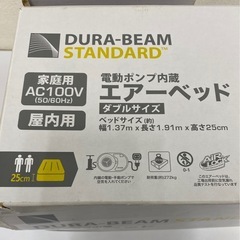 DURA-BEAM
STANDARD™
家庭用
AC100V
(50/60Hz)
屋内用
電動ポンプ内蔵
エアーベッド
ダブルサイズ
ベッドサイズ(約)
幅1.37m x 長さ1.91m x 高さ25cm
25cm